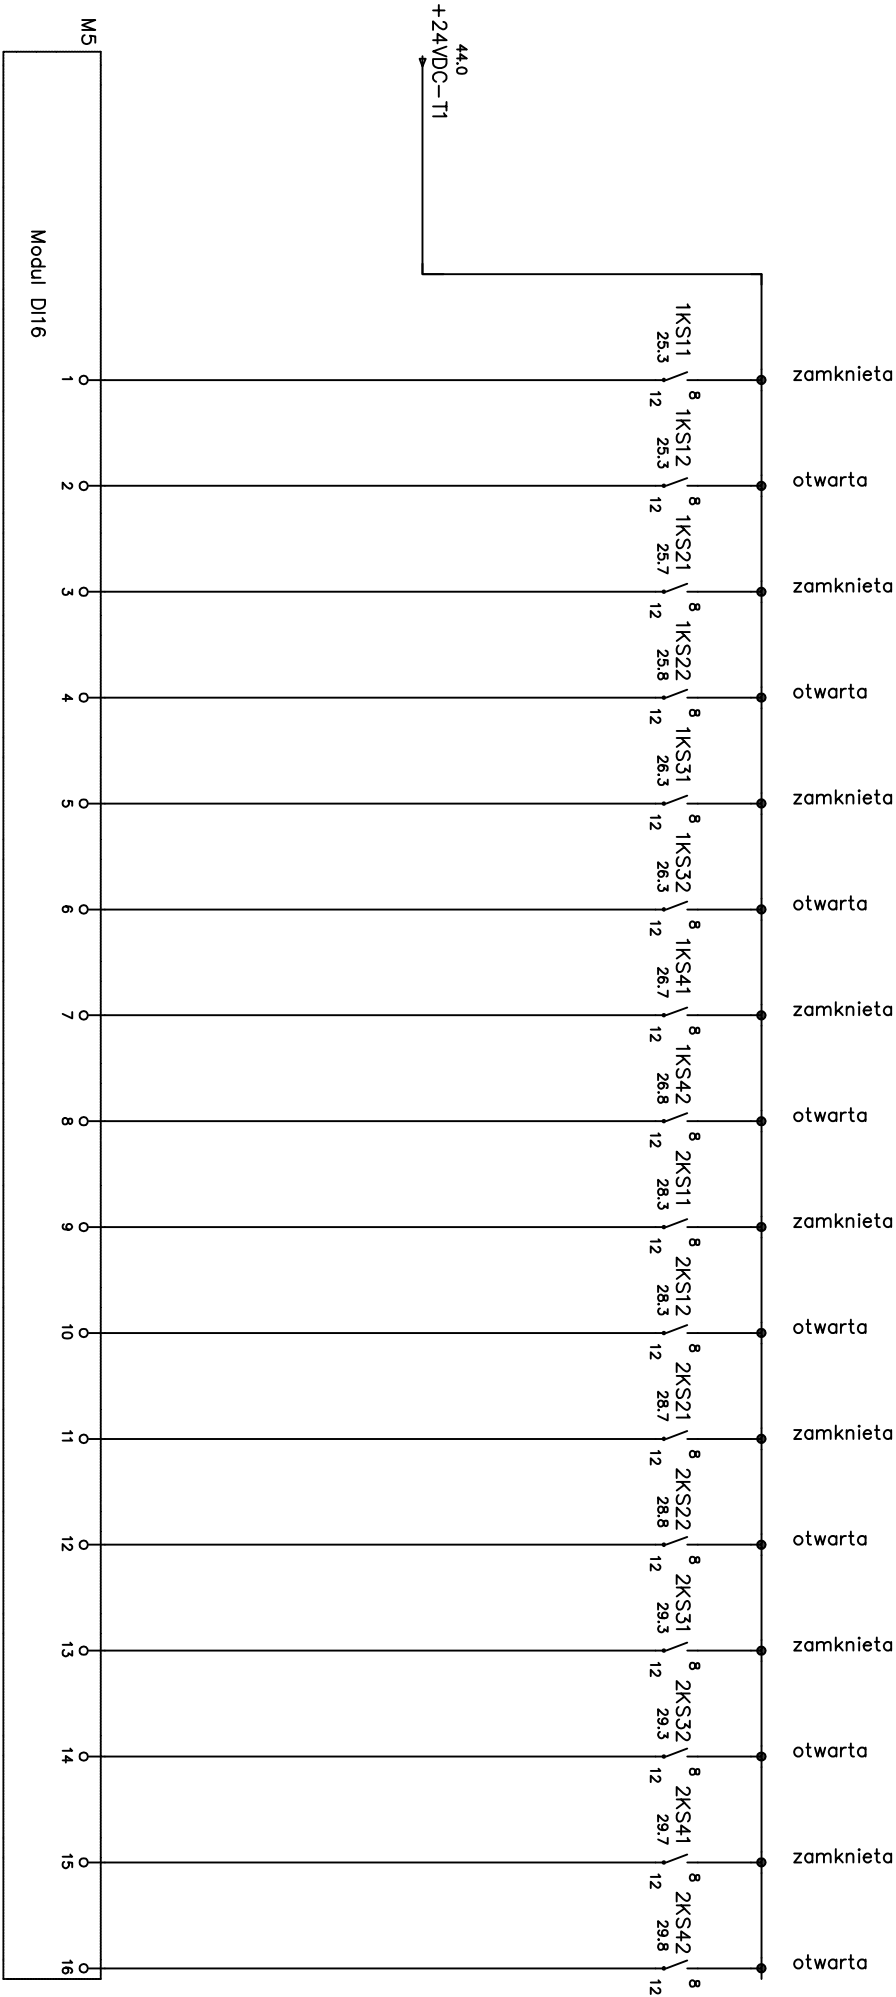 M5
Modul DI16
44.0
+24VDC-T1
zamknieta
1KS11
25.3
8
12
1
otwarta
1KS12
25.3
8
12
2
zamknieta
1KS21
25.7
8
12
3
otwarta
1KS22
25.8
8
12
4
zamknieta
1KS31
26.3
8
12
5
otwarta
1KS32
26.3
8
12
6
zamknieta
1KS41
26.7
8
12
7
otwarta
1KS42
26.8
8
12
8
zamknieta
2KS11
28.3
8
12
9
otwarta
2KS12
28.3
8
12
10
zamknieta
2KS21
28.7
8
12
11
otwarta
2KS22
28.8
8
12
12
zamknieta
2KS31
29.3
8
12
13
otwarta
2KS32
29.3
8
12
14
zamknieta
2KS41
29.7
8
12
15
otwarta
2KS42
29.8
8
12
16